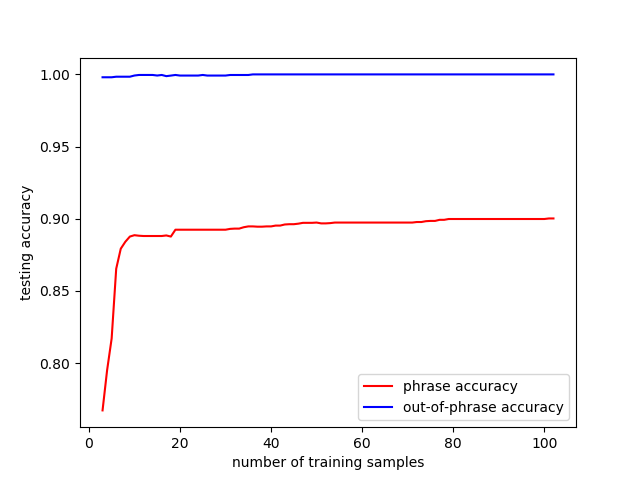 1.00
0.95
0.90
0.85
0.80
testing accuracy
phrase accuracy
out-of-phrase accuracy
0 20 40 60 80 100
number of training samples